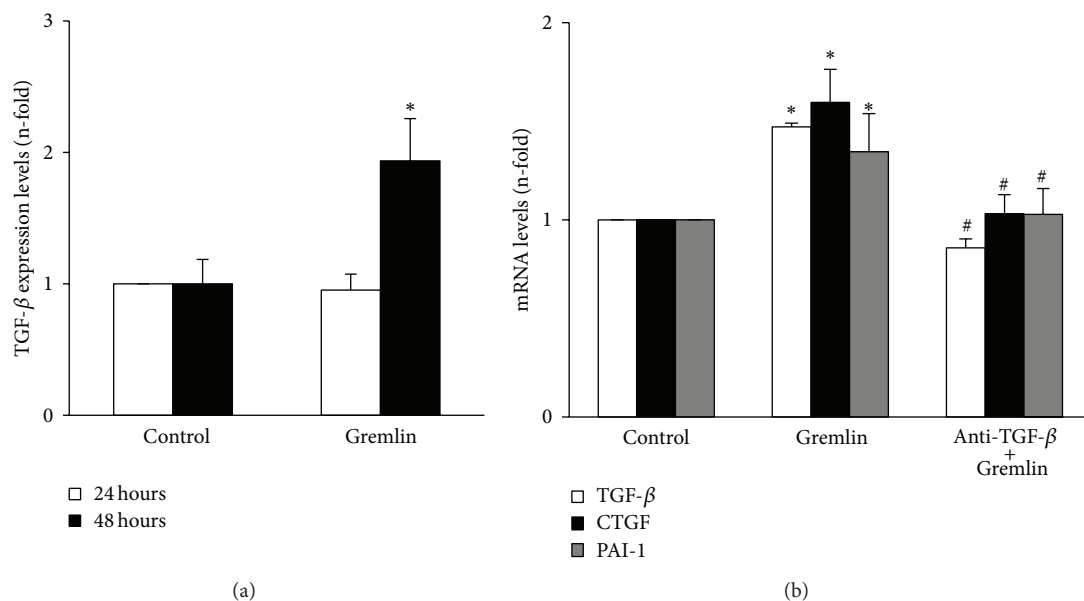 3
2
1
0
TGF-β expression levels (n-fold)
*
Control
Gremlin
24 hours
48 hours
(a)
2
1
0
mRNA levels (n-fold)
*
*
*
#
#
#
Control
Gremlin
Anti-TGF-β
+
Gremlin
TGF-β
CTGF
PAI-1
(b)